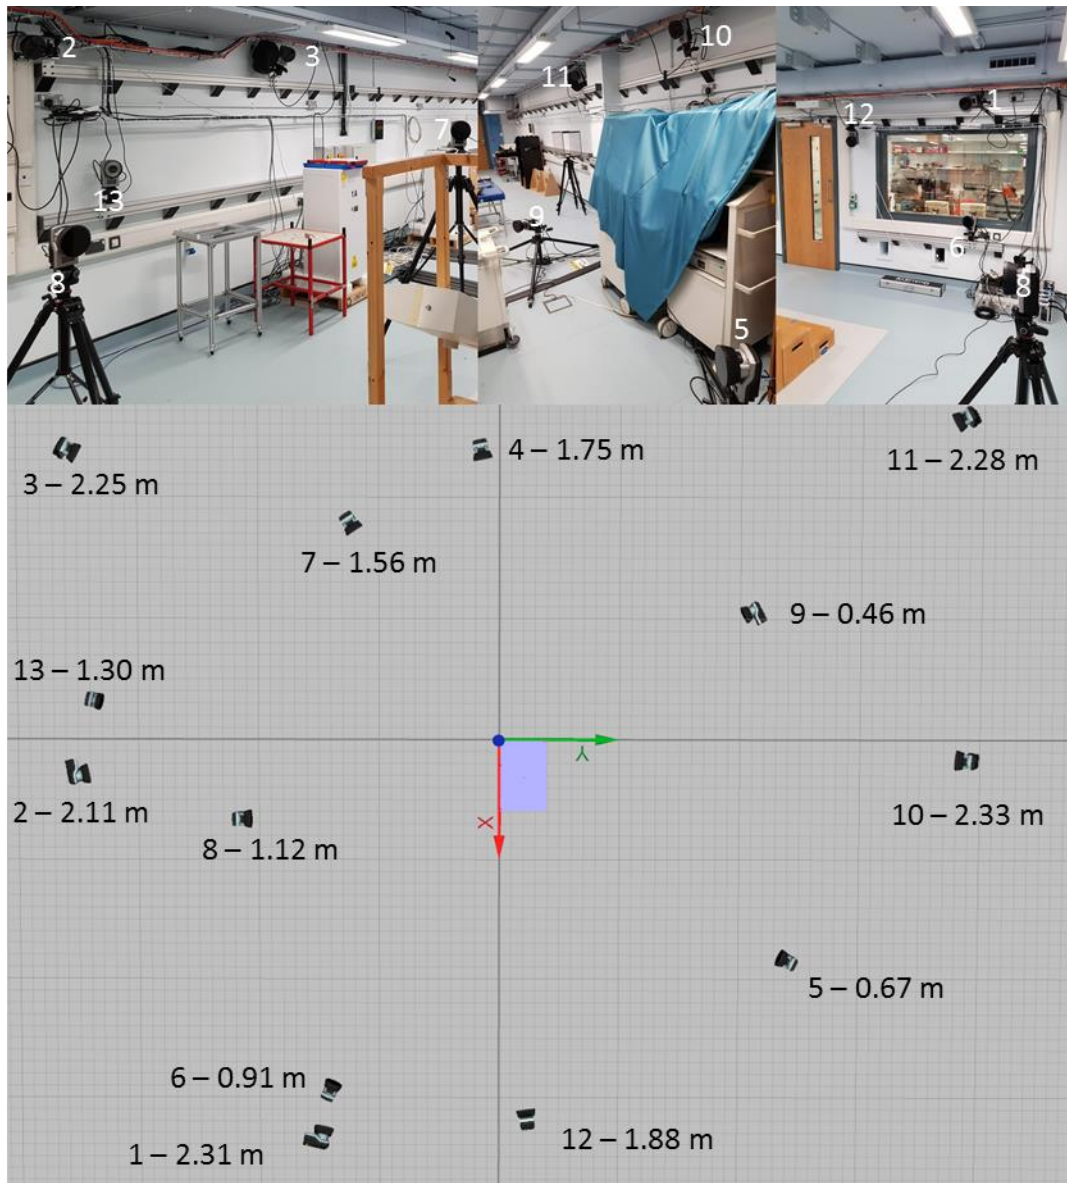 2
3
7
13
8
10
11
9
5
12
1
6
8
4 – 1.75 m
11 – 2.28 m
3 – 2.25 m
7 – 1.56 m
9 – 0.46 m
13 – 1.30 m
Y
X
2 – 2.11 m
10 – 2.33 m
8 – 1.12 m
5 – 0.67 m
6 – 0.91 m
12 – 1.88 m
1 – 2.31 m